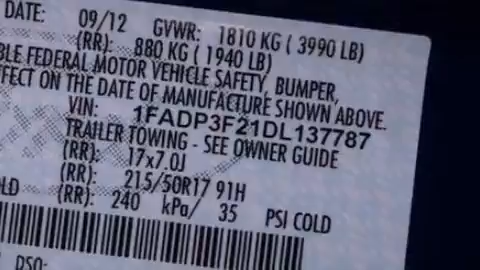 DATE: 09/12 GVWR: 1810 KG ( 3990 LB)
(RR): 880 KG ( 1940 LB)
BLE FEDERAL MOTOR VEHICLE SAFETY, BUMPER,
FFECT ON THE DATE OF MANUFACTURE SHOWN ABOVE.
VIN: 1FADP3F21DL137787
TRAILER TOWING - SEE OWNER GUIDE
(RR): 17x7.0J
(RR): 215/50R17 91H
LD (RR): 240 kPa/ 35 PSI COLD
DSO: